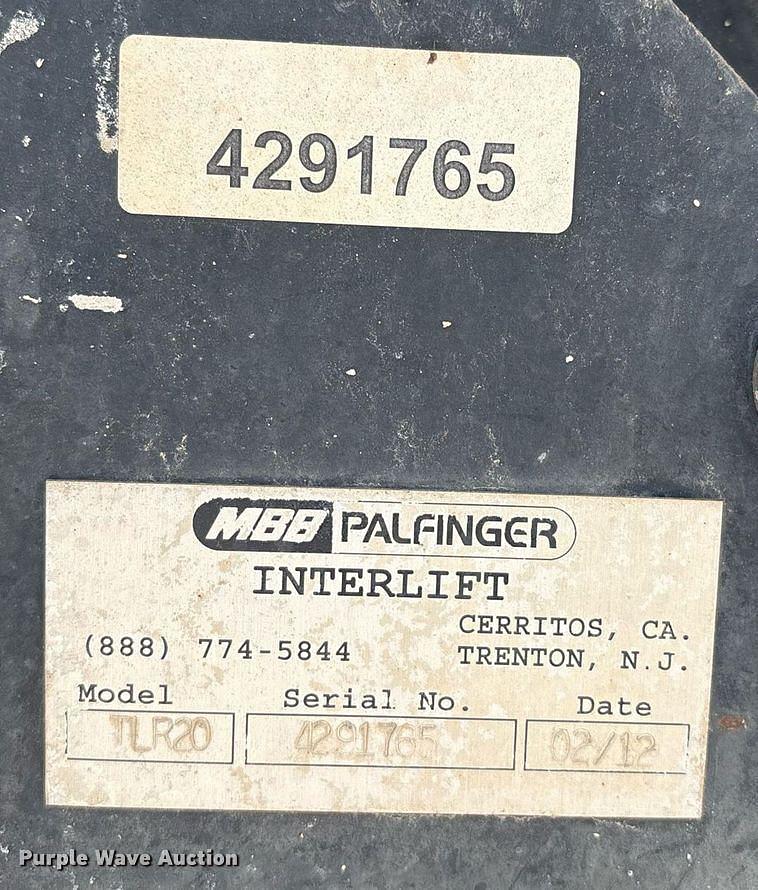 4291765
MBB PALFINGER
INTERLIFT
(888) 774-5844
CERRITOS, CA.
TRENTON, N.J.
Model Serial No. Date
TLR20 4291765 02/12
Purple Wave Auction